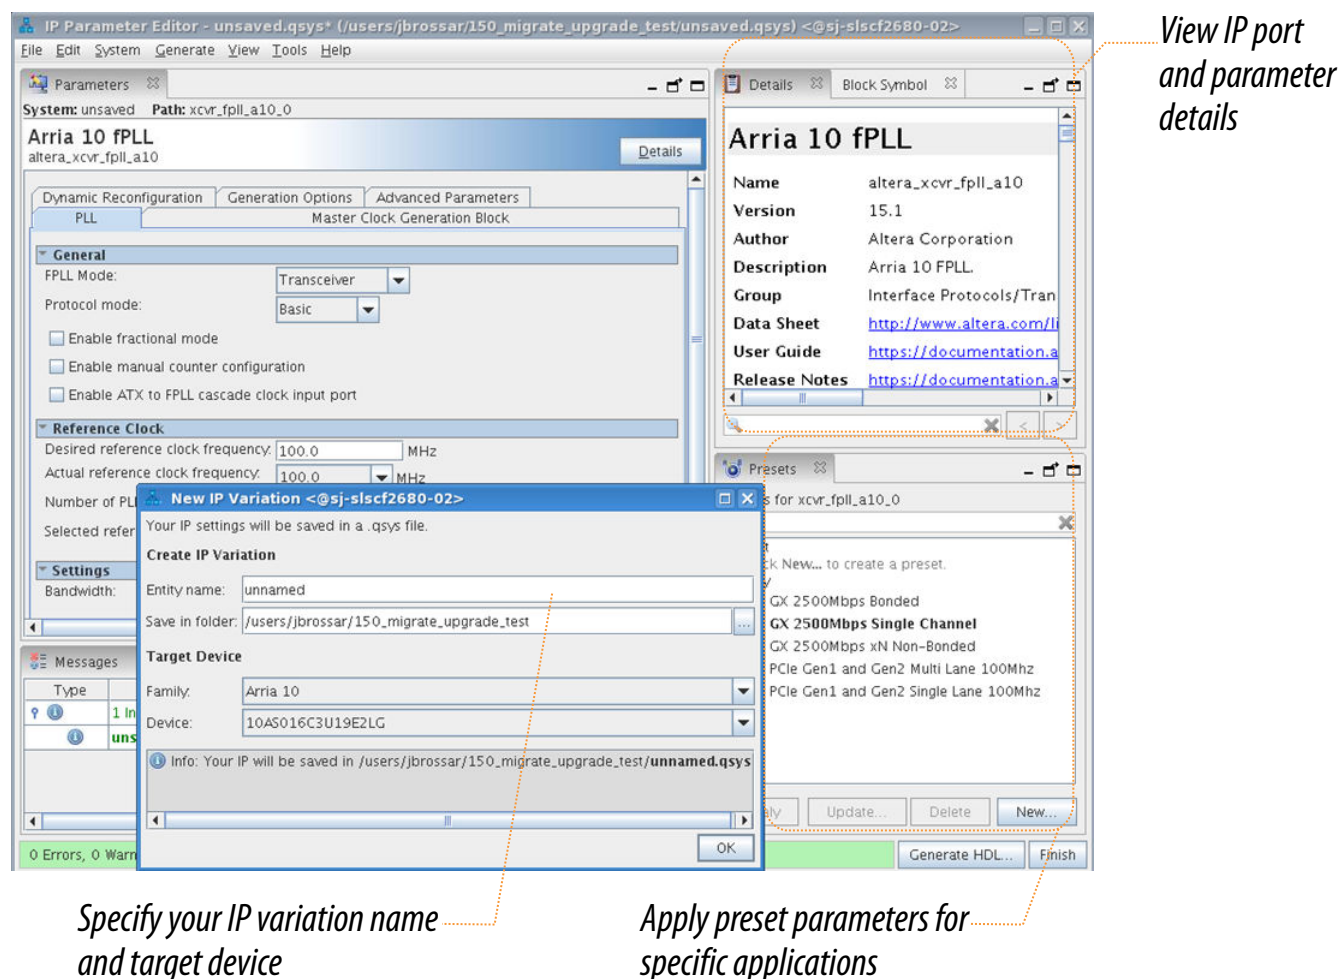 IP Parameter Editor - unsaved.qsys* (/users/jbrossar/150_migrate_upgrade_test/unsaved.qsys) <@sj-slscf2680-02>
File Edit System Generate View Tools Help
Parameters
System: unsaved Path: xcvr_fpll_a10_0
Arria 10 fPLL
altera_xcvr_fpll_a10
Details
Dynamic Reconfiguration Generation Options Advanced Parameters
PLL Master Clock Generation Block
General
FPLL Mode: Transceiver
Protocol mode: Basic
Enable fractional mode
Enable manual counter configuration
Enable ATX to FPLL cascade clock input port
Reference Clock
Desired reference clock frequency: 100.0 MHz
Actual reference clock frequency: 100.0 MHz
Number of PL
Selected refer
Settings
Bandwidth:
Messages
Type
1 In
uns
0 Errors, 0 Warn
Details Block Symbol
Arria 10 fPLL
Name altera_xcvr_fpll_a10
Version 15.1
Author Altera Corporation
Description Arria 10 FPLL.
Group Interface Protocols/Tran
Data Sheet http://www.altera.com/li
User Guide https://documentation.a
Release Notes https://documentation.a
< >
Presets
s for xcvr_fpll_a10_0
t
ck New... to create a preset.
y
GX 2500Mbps Bonded
GX 2500Mbps Single Channel
GX 2500Mbps xN Non-Bonded
PCIe Gen1 and Gen2 Multi Lane 100Mhz
PCIe Gen1 and Gen2 Single Lane 100Mhz
ply Update... Delete New...
Generate HDL... Finish
New IP Variation <@sj-slscf2680-02>
Your IP settings will be saved in a .qsys file.
Create IP Variation
Entity name: unnamed
Save in folder: /users/jbrossar/150_migrate_upgrade_test ...
Target Device
Family: Arria 10
Device: 10AS016C3U19E2LG
Info: Your IP will be saved in /users/jbrossar/150_migrate_upgrade_test/unnamed.qsys
OK
View IP port
and parameter
details
Specify your IP variation name
and target device
Apply preset parameters for
specific applications